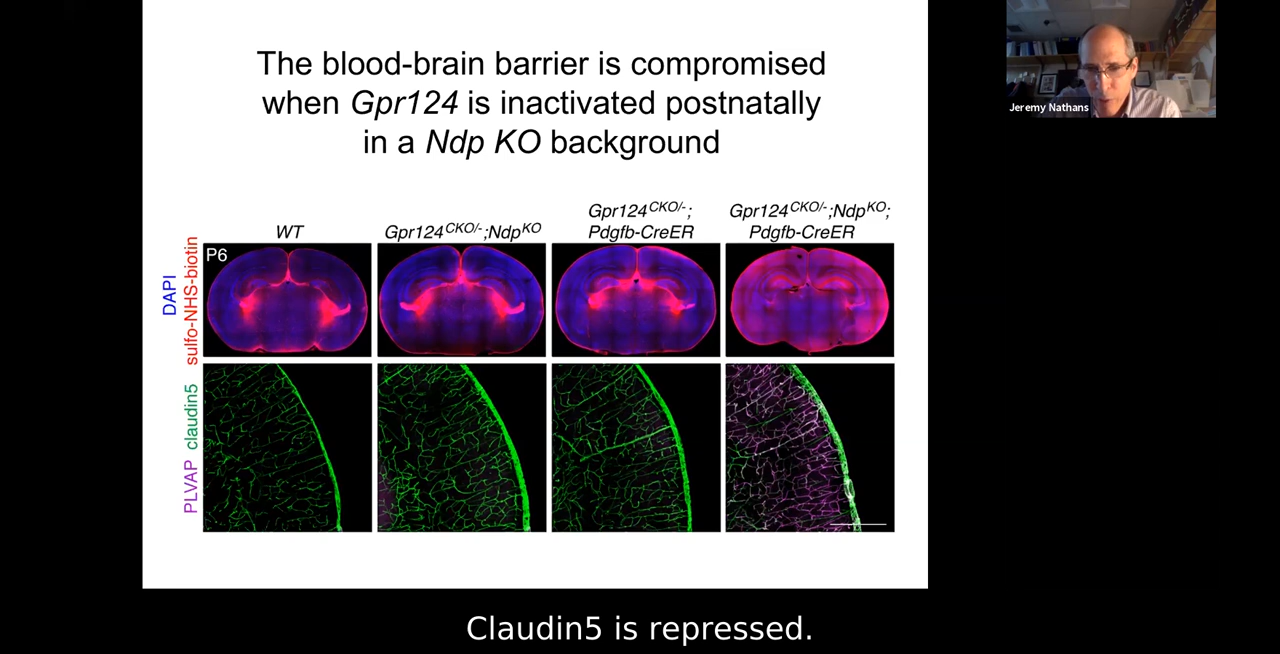 The blood-brain barrier is compromised
when Gpr124 is inactivated postnatally
in a Ndp KO background
Jeremy Nathans
WT
Gpr124CKO/-;NdpKO
Gpr124CKO/-;
Pdgfb-CreER
Gpr124CKO/-;NdpKO;
Pdgfb-CreER
P6
DAPI
sulfo-NHS-biotin
PLVAP claudin5
Claudin5 is repressed.